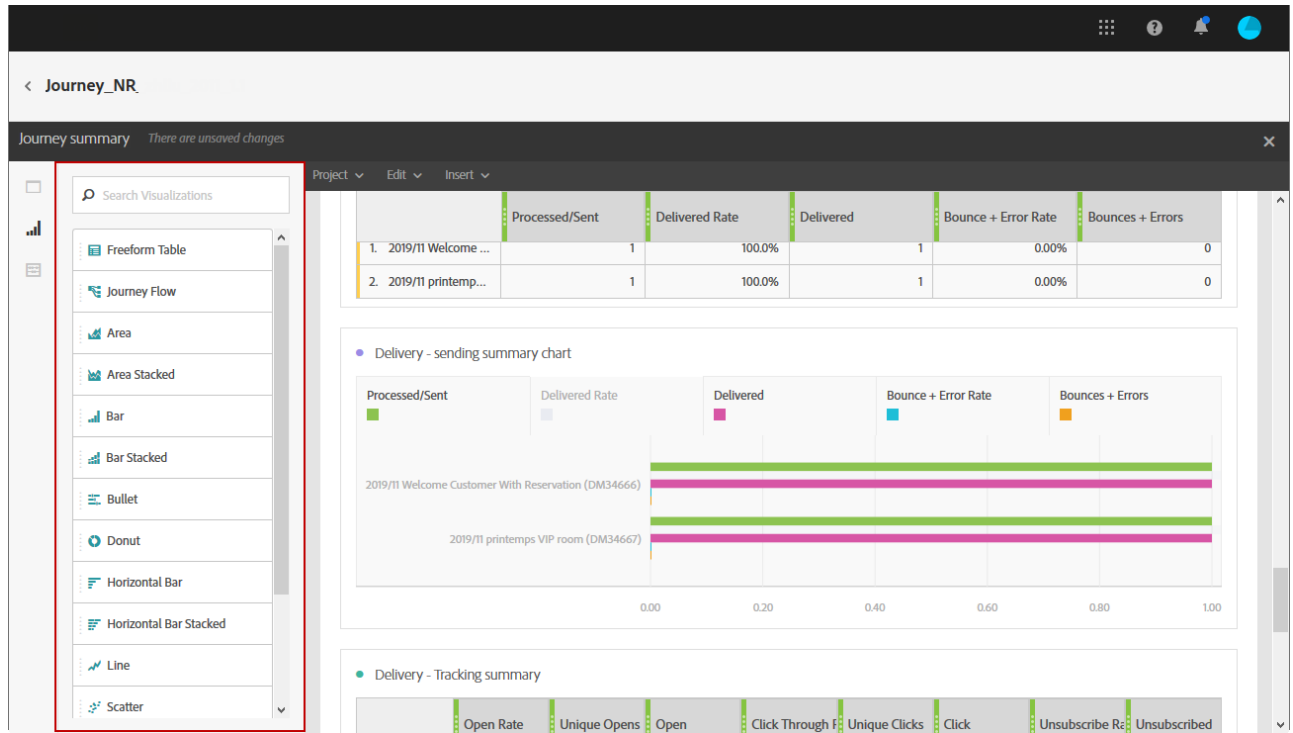 Journey_NR_
Journey summary There are unsaved changes
Project Edit Insert
Search Visualizations
Freeform Table
Journey Flow
Area
Area Stacked
Bar
Bar Stacked
Bullet
Donut
Horizontal Bar
Horizontal Bar Stacked
Line
Scatter
Processed/Sent Delivered Rate Delivered Bounce + Error Rate Bounces + Errors
1. 2019/11 Welcome ... 1 100.0% 1 0.00% 0
2. 2019/11 printemp... 1 100.0% 1 0.00% 0
Delivery - sending summary chart
Processed/Sent Delivered Rate Delivered Bounce + Error Rate Bounces + Errors
2019/11 Welcome Customer With Reservation (DM34666)
2019/11 printemps VIP room (DM34667)
0.00 0.20 0.40 0.60 0.80 1.00
Delivery - Tracking summary
Open Rate Unique Opens Open Click Through Unique Clicks Click Unsubscribe Ra Unsubscribed